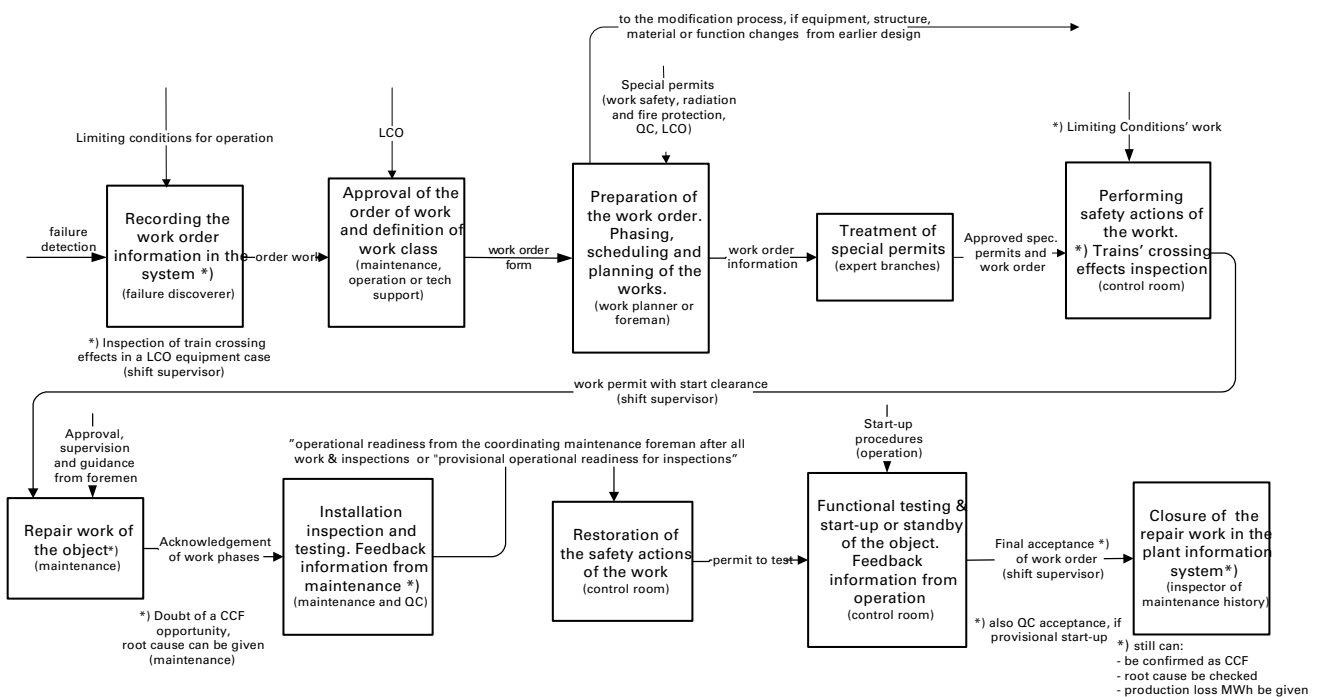 to the modification process, if equipment, structure,
material or function changes from earlier design
Special permits
(work safety, radiation
and fire protection,
QC, LCO)
Limiting conditions for operation
LCO
*) Limiting Conditions' work
failure
detection
Recording the
work order
information in the
system *)
(failure discoverer)
order work
Approval of the
order of work
and definition of
work class
(maintenance,
operation or tech
support)
work order
form
Preparation of
the work order.
Phasing,
scheduling and
planning of the
works.
(work planner or
foreman)
work order
information
Treatment of
special permits
(expert branches)
Approved spec.
permits and
work order
Performing
safety actions of
the workt.
*) Trains' crossing
effects inspection
(control room)
*) Inspection of train crossing
effects in a LCO equipment case
(shift supervisor)
work permit with start clearance
(shift supervisor)
Approval,
supervision
and guidance
from foremen
"operational readiness from the coordinating maintenance foreman after all
work & inspections or "provisional operational readiness for inspections"
Start-up
procedures
(operation)
Repair work of
the object*)
(maintenance)
Acknowledgement
of work phases
Installation
inspection and
testing. Feedback
information from
maintenance *)
(maintenance and QC)
Restoration of
the safety actions
of the work
(control room)
permit to test
Functional testing &
start-up or standby
of the object.
Feedback
information from
operation
(control room)
Final acceptance *)
of work order
(shift supervisor)
Closure of the
repair work in the
plant information
system*)
(inspector of
maintenance history)
*) Doubt of a CCF
opportunity,
root cause can be given
(maintenance)
*) also QC acceptance, if
provisional start-up
*) still can:
- be confirmed as CCF
- root cause be checked
- production loss MWh be given